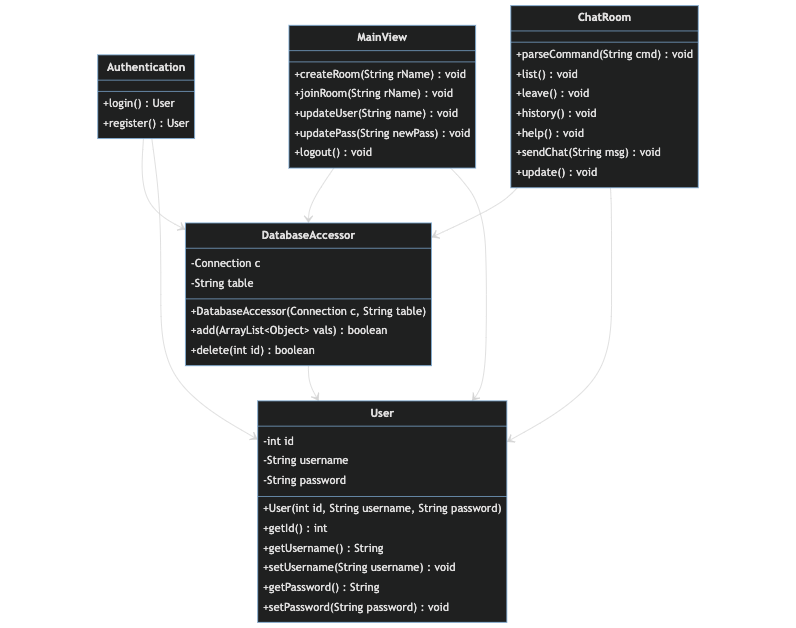 Authentication
+login() : User
+register() : User
MainView
+createRoom(String rName) : void
+joinRoom(String rName) : void
+updateUser(String name) : void
+updatePass(String newPass) : void
+logout() : void
ChatRoom
+parseCommand(String cmd) : void
+list() : void
+leave() : void
+history() : void
+help() : void
+sendChat(String msg) : void
+update() : void
DatabaseAccessor
-Connection c
-String table
+DatabaseAccessor(Connection c, String table)
+add(ArrayList<Object> vals) : boolean
+delete(int id) : boolean
User
-int id
-String username
-String password
+User(int id, String username, String password)
+getId() : int
+getUsername() : String
+setUsername(String username) : void
+getPassword() : String
+setPassword(String password) : void